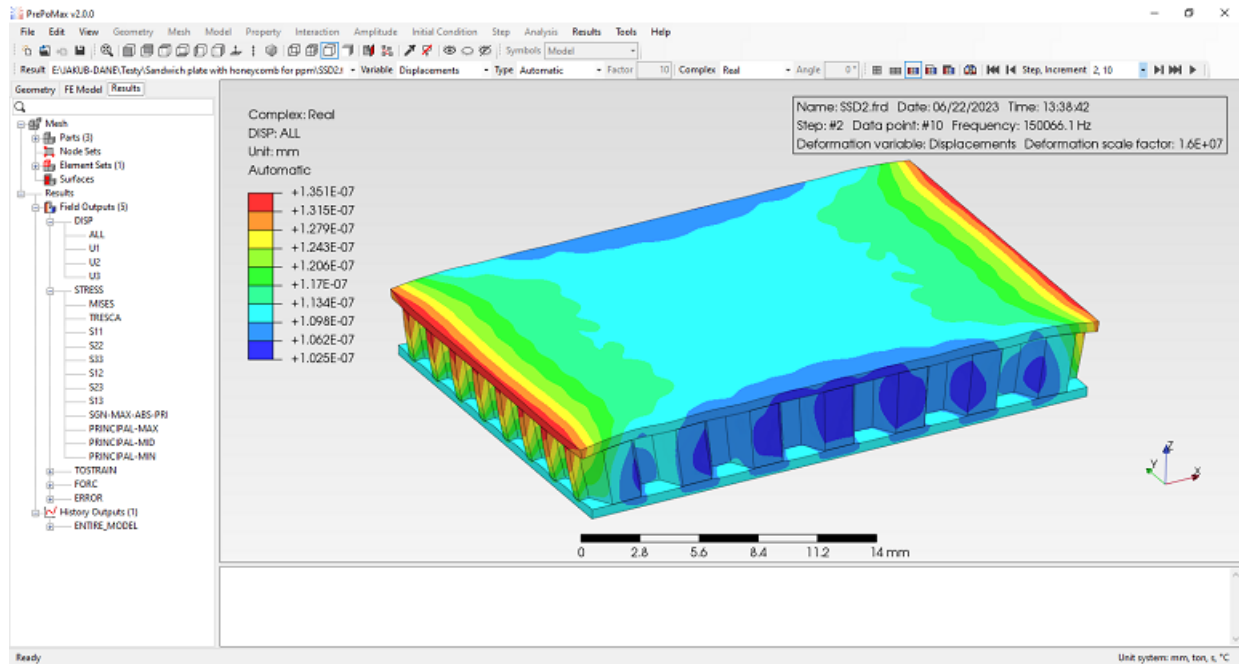 PrePoMax v2.0.0
File Edit View Geometry Mesh Model Property Interaction Amplitude Initial Condition Step Analysis Results Tools Help
Symbols Model
Result E:\JAKUB-DANE\Testy\Sandwich plate with honeycomb for ppm\SSD2.f Variable Displacements Type Automatic Factor 10 Complex Real Angle 0° Step, Increment 2, 10
Geometry FE Model Results
Mesh
Parts (3)
Node Sets
Element Sets (1)
Surfaces
Results
Field Outputs (5)
DISP
ALL
U1
U2
U3
STRESS
MISES
TRESCA
S11
S22
S33
S12
S23
S13
SGN-MAX-ABS-PRI
PRINCIPAL-MAX
PRINCIPAL-MID
PRINCIPAL-MIN
TOSTRAIN
FORC
ERROR
History Outputs (1)
ENTIRE_MODEL
Complex: Real
DISP: ALL
Unit: mm
Automatic
+1.351E-07
+1.315E-07
+1.279E-07
+1.243E-07
+1.206E-07
+1.17E-07
+1.134E-07
+1.098E-07
+1.062E-07
+1.025E-07
Name: SSD2.frd Date: 06/22/2023 Time: 13:38:42
Step: #2 Data point: #10 Frequency: 150066.1 Hz
Deformation variable: Displacements Deformation scale factor: 1.6E+07
Z
Y
X
0 2.8 5.6 8.4 11.2 14 mm
Ready
Unit system: mm, ton, s, °C